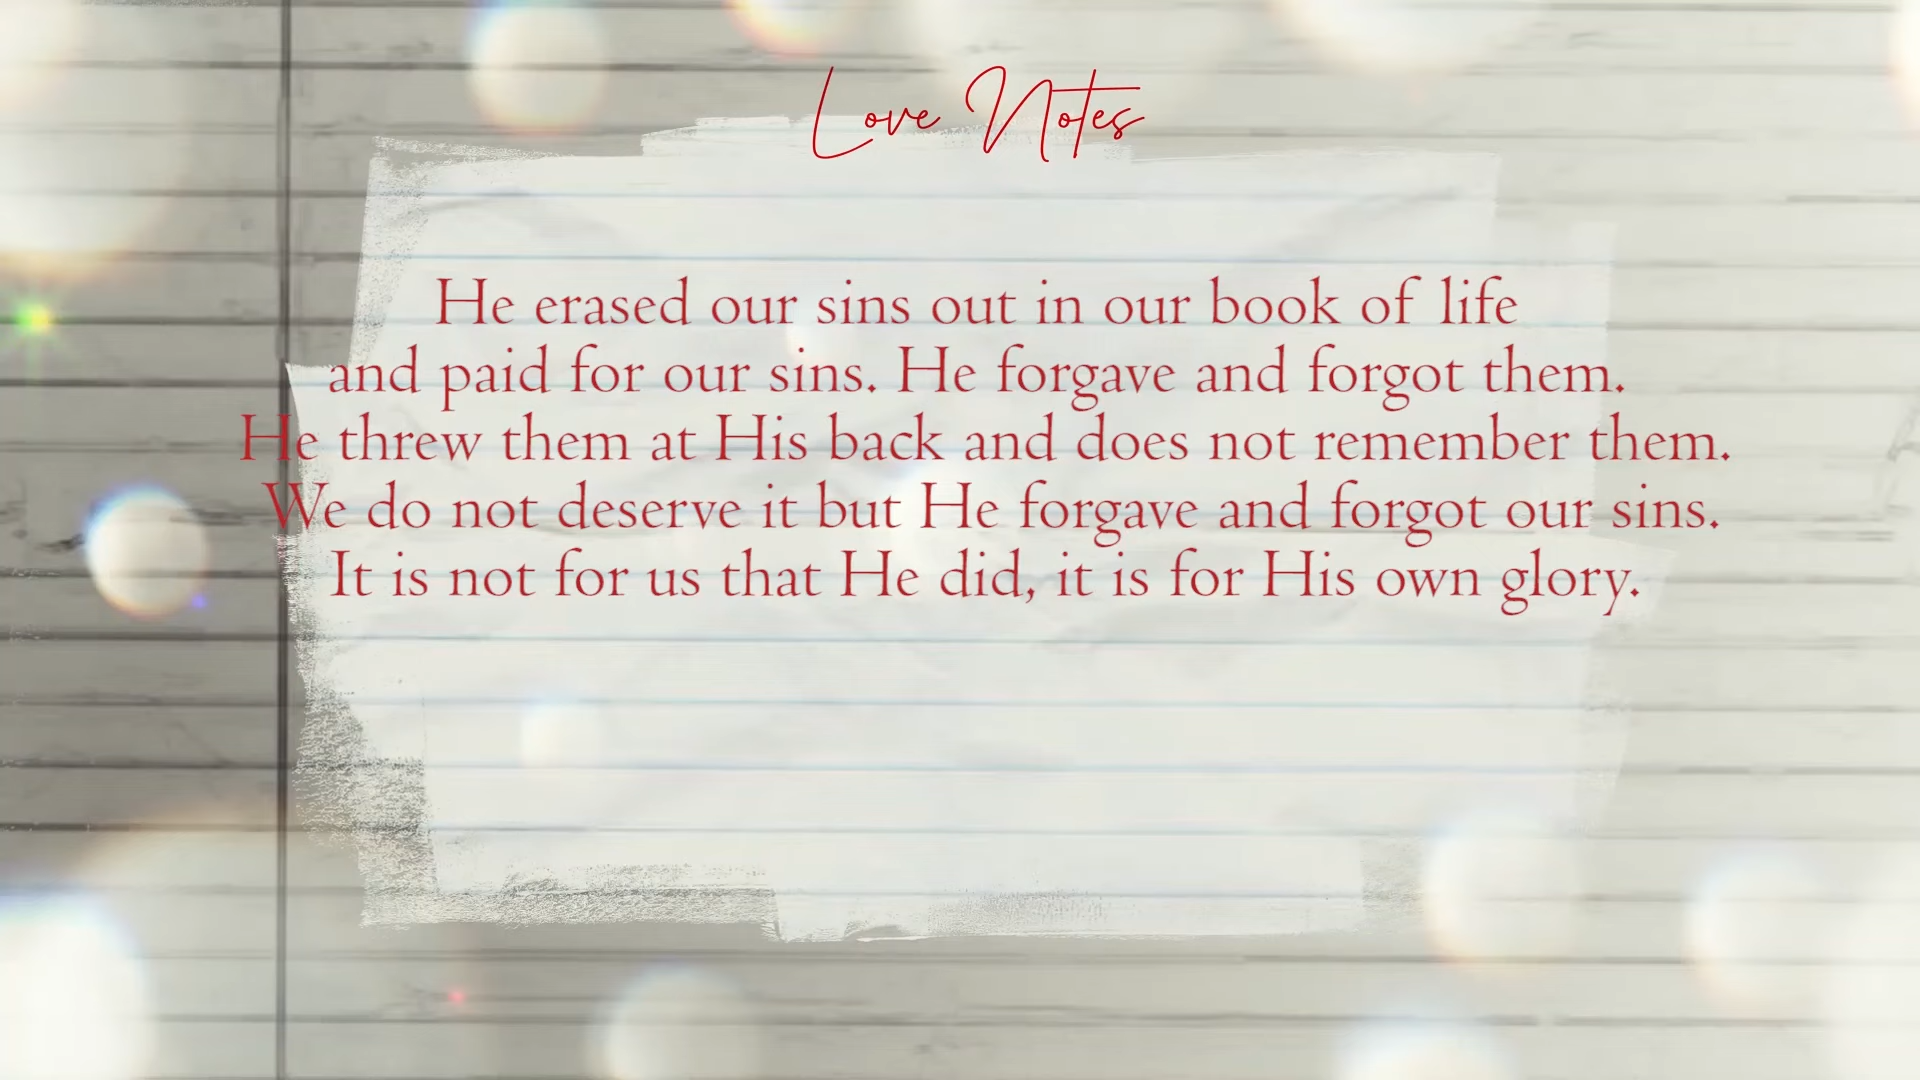 Love Notes
He erased our sins out in our book of life
and paid for our sins. He forgave and forgot them.
He threw them at His back and does not remember them.
We do not deserve it but He forgave and forgot our sins.
It is not for us that He did, it is for His own glory.